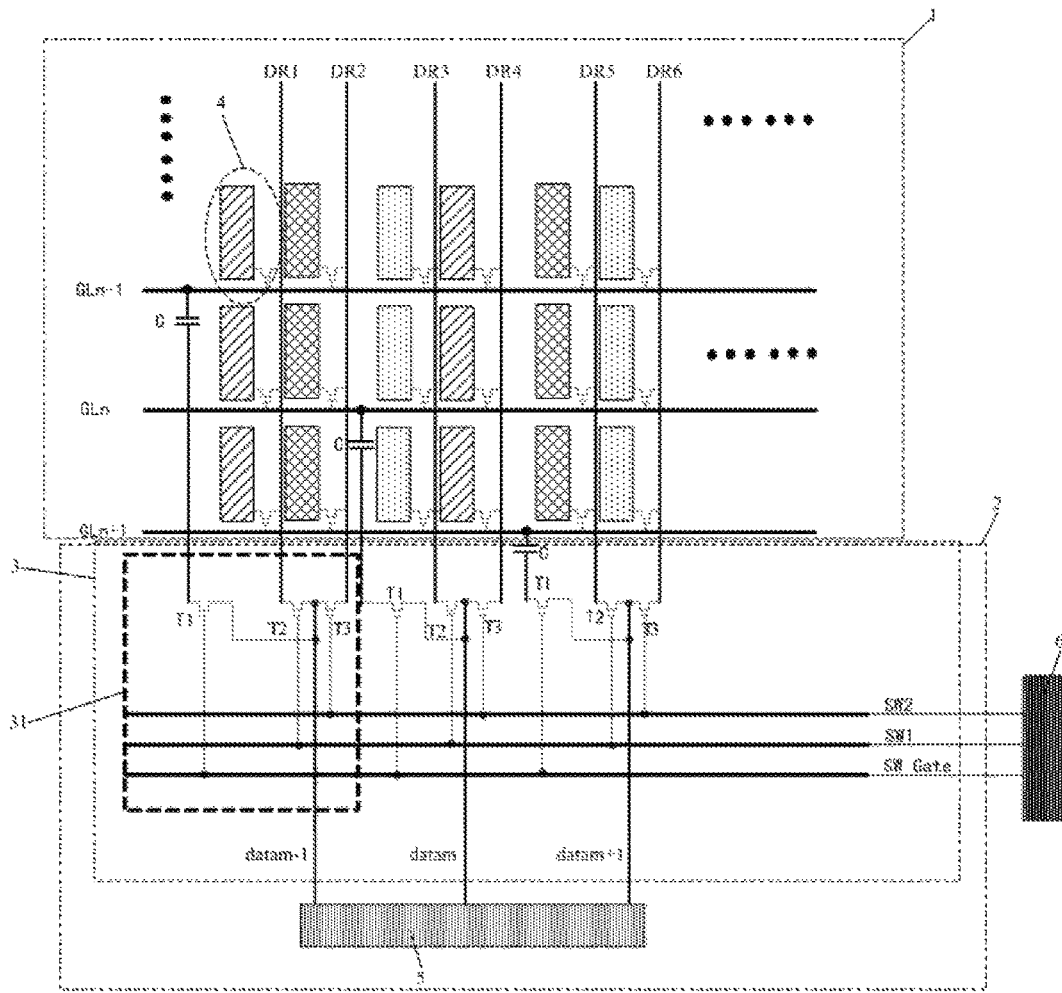 1
DR1 DR2 DR3 DR4 DR5 DR6
4
GLn-1
C
GLn
C
GLn+1
C
2
3
T1 T2 T3 T1 T2 T3 T1 T2 T3
6
31
SW2
SW1
SW Gate
datam-1 datam datam+1
5